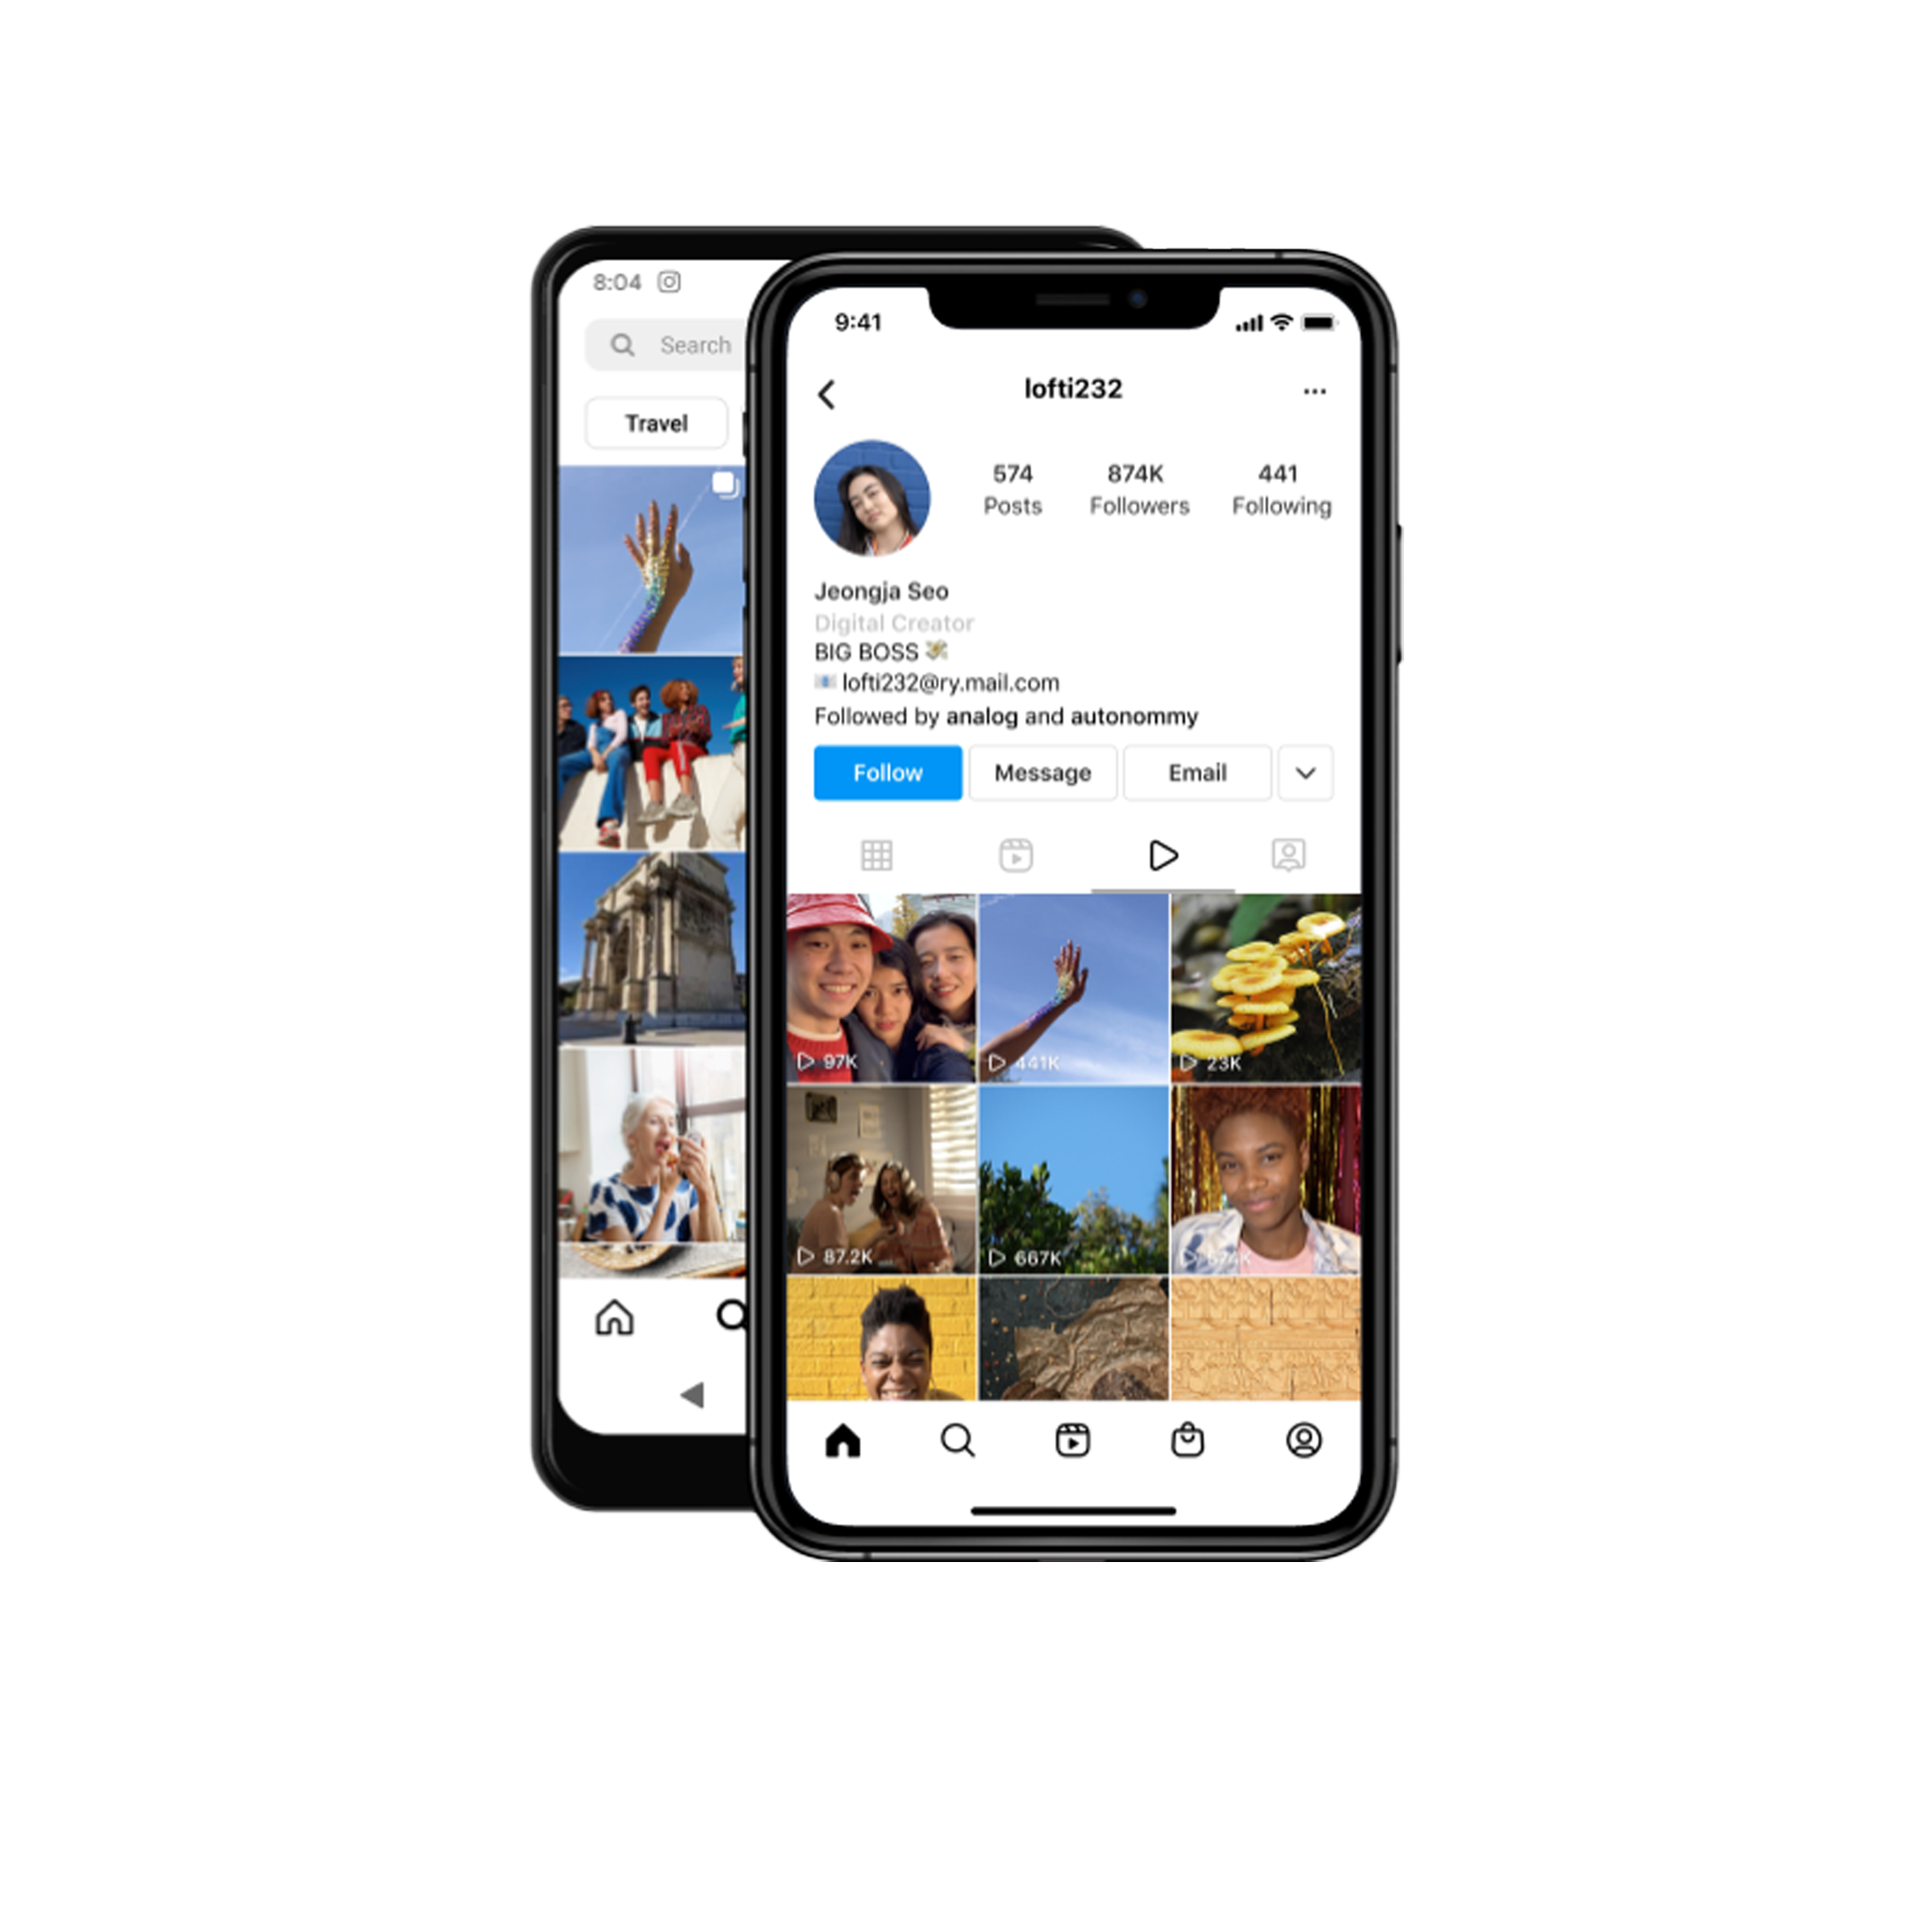 8:04
Search
Travel
9:41
lofti232
574 874K 441
Posts Followers Following
Jeongja Seo
Digital Creator
BIG BOSS
lofti232@ry.mail.com
Followed by analog and autonommy
Follow Message Email
97K 441K 23K
87.2K 667K